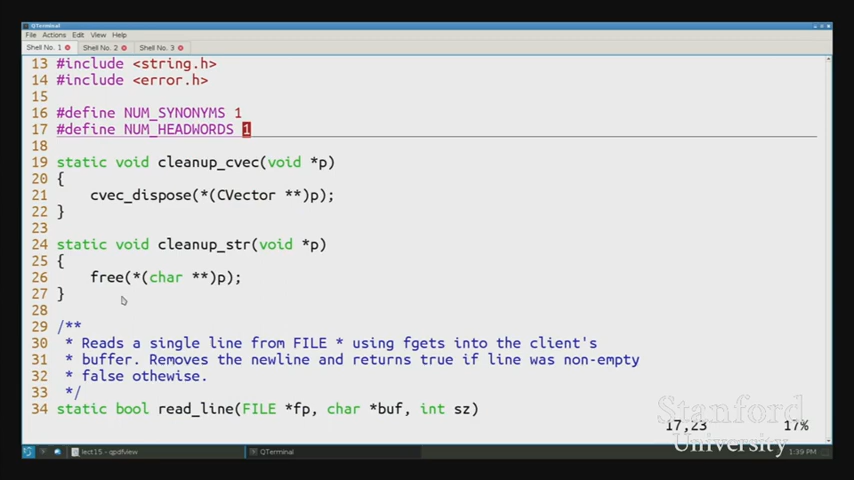 QTerminal
File Actions Edit View Help
Shell No. 1 Shell No. 2 Shell No. 3
13 #include <string.h>
14 #include <error.h>
15
16 #define NUM_SYNONYMS 1
17 #define NUM_HEADWORDS 1
18
19 static void cleanup_cvec(void *p)
20 {
21     cvec_dispose(*(CVector **)p);
22 }
23
24 static void cleanup_str(void *p)
25 {
26     free(*(char **)p);
27 }
28
29 /**
30  * Reads a single line from FILE * using fgets into the client's
31  * buffer. Removes the newline and returns true if line was non-empty
32  * false othewise.
33  */
34 static bool read_line(FILE *fp, char *buf, int sz)
17,23 17%
Stanford
University
lect15 - qpdfview QTerminal 1:39 PM